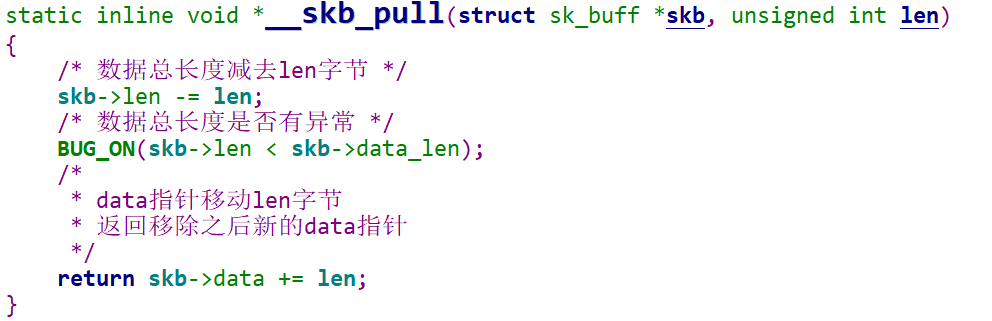 static inline void *__skb_pull(struct sk_buff *skb, unsigned int len)
{
    /* 数据总长度减去len字节 */
    skb->len -= len;
    /* 数据总长度是否有异常 */
    BUG_ON(skb->len < skb->data_len);
    /*
     * data指针移动len字节
     * 返回移除之后新的data指针
     */
    return skb->data += len;
}